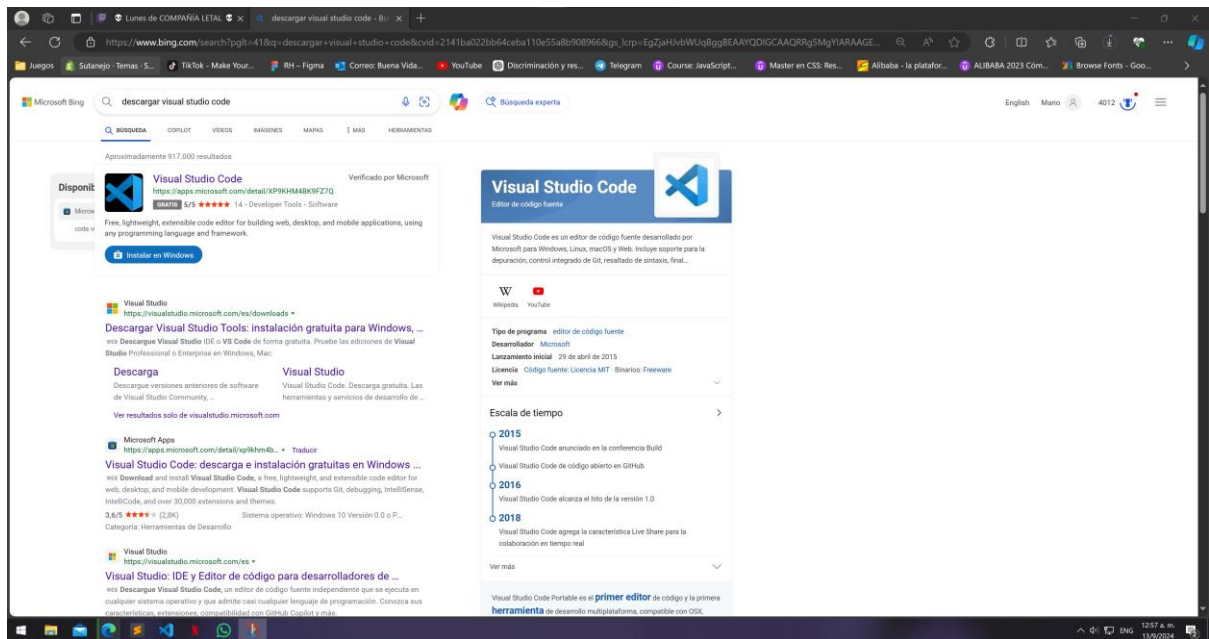 Lunes de COMPAÑÍA LETAL
descargar visual studio code - Bú
https://www.bing.com/search?pglt=41&q=descargar+visual+studio+code&cvid=2141ba022bb64ceba110e55a8b908966&gs_lcrp=EgZjaHJvbWUqBggBEAAYQDIGCAAQRRg5MgYIARAAGE...
Juegos
Sutanejo · Temas · S...
TikTok - Make Your...
RH – Figma
Correo: Buena Vida...
YouTube
Discriminación y res...
Telegram
Course: JavaScript...
Master en CSS: Res...
Alibaba - la platafor...
ALIBABA 2023 Cóm...
Browse Fonts - Goo...
Microsoft Bing
descargar visual studio code
Búsqueda experta
English Mario 4012
BÚSQUEDA COPILOT VÍDEOS IMÁGENES MAPAS MÁS HERRAMIENTAS
Aproximadamente 917.000 resultados
Disponib
Micros
code vi
Visual Studio Code
Verificado por Microsoft
https://apps.microsoft.com/detail/XP9KHM4BK9FZ7Q
GRATIS 5/5 ★★★★★ 14 - Developer Tools - Software
Free, lightweight, extensible code editor for building web, desktop, and mobile applications, using
any programming language and framework.
Instalar en Windows
Visual Studio
https://visualstudio.microsoft.com/es/downloads
Descargar Visual Studio Tools: instalación gratuita para Windows, ...
WEB Descargue Visual Studio IDE o VS Code de forma gratuita. Pruebe las ediciones de Visual
Studio Professional o Enterprise en Windows, Mac.
Descarga
Descargue versiones anteriores de software
de Visual Studio Community, ...
Visual Studio
Visual Studio Code. Descarga gratuita. Las
herramientas y servicios de desarrollo de ...
Ver resultados solo de visualstudio.microsoft.com
Microsoft Apps
https://apps.microsoft.com/detail/xp9khm4b... Traducir
Visual Studio Code: descarga e instalación gratuitas en Windows ...
WEB Download and install Visual Studio Code, a free, lightweight, and extensible code editor for
web, desktop, and mobile development. Visual Studio Code supports Git, debugging, IntelliSense,
IntelliCode, and over 30,000 extensions and themes.
3,6/5 ★★★★★ (2,8K) Sistema operativo: Windows 10 Versión 0.0 o P...
Categoría: Herramientas de Desarrollo
Visual Studio
https://visualstudio.microsoft.com/es
Visual Studio: IDE y Editor de código para desarrolladores de ...
WEB Descargue Visual Studio Code, un editor de código fuente independiente que se ejecuta en
cualquier sistema operativo y que admite casi cualquier lenguaje de programación. Conozca sus
características, extensiones, compatibilidad con GitHub Copilot y más.
Visual Studio Code
Editor de código fuente
Visual Studio Code es un editor de código fuente desarrollado por
Microsoft para Windows, Linux, macOS y Web. Incluye soporte para la
depuración, control integrado de Git, resaltado de sintaxis, final...
W
Wikipedia YouTube
Tipo de programa editor de código fuente
Desarrollador Microsoft
Lanzamiento inicial 29 de abril de 2015
Licencia Código fuente: Licencia MIT · Binarios: Freeware
Ver más
Escala de tiempo
2015
Visual Studio Code anunciado en la conferencia Build
Visual Studio Code de código abierto en GitHub
2016
Visual Studio Code alcanza el hito de la versión 1.0
2018
Visual Studio Code agrega la característica Live Share para la
colaboración en tiempo real
Ver más
Visual Studio Code Portable es el primer editor de código y la primera
herramienta de desarrollo multiplataforma, compatible con OSX,
ENG
12:57 a. m.
13/9/2024